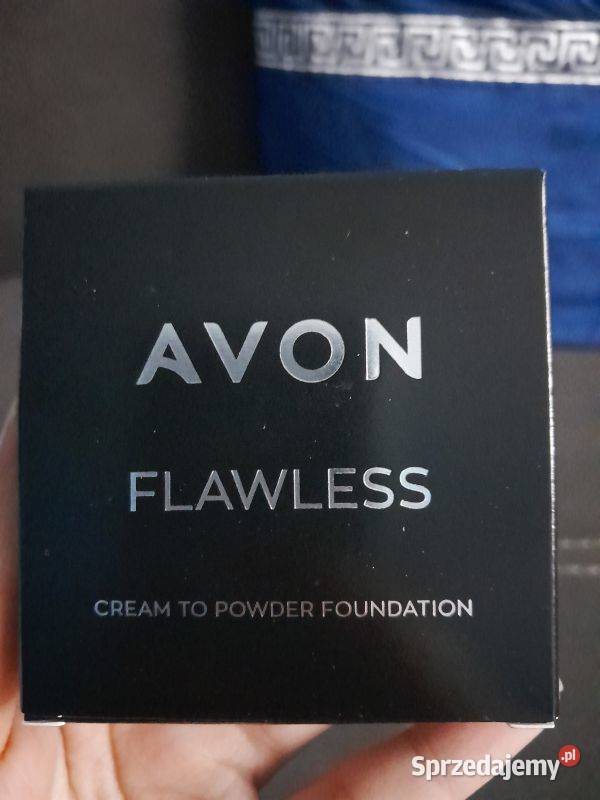 AVON
FLAWLESS
CREAM TO POWDER FOUNDATION
Sprzedajemy.pl